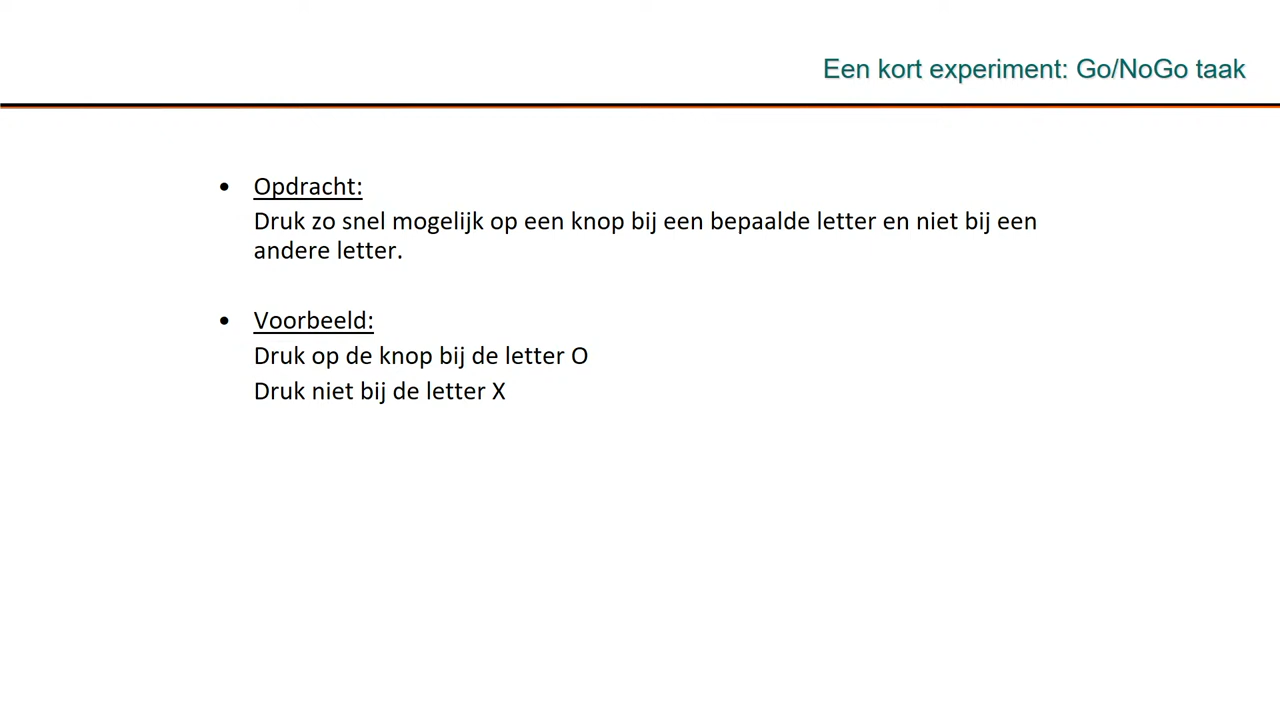 Een kort experiment: Go/NoGo taak
• Opdracht:
Druk zo snel mogelijk op een knop bij een bepaalde letter en niet bij een
andere letter.
• Voorbeeld:
Druk op de knop bij de letter O
Druk niet bij de letter X